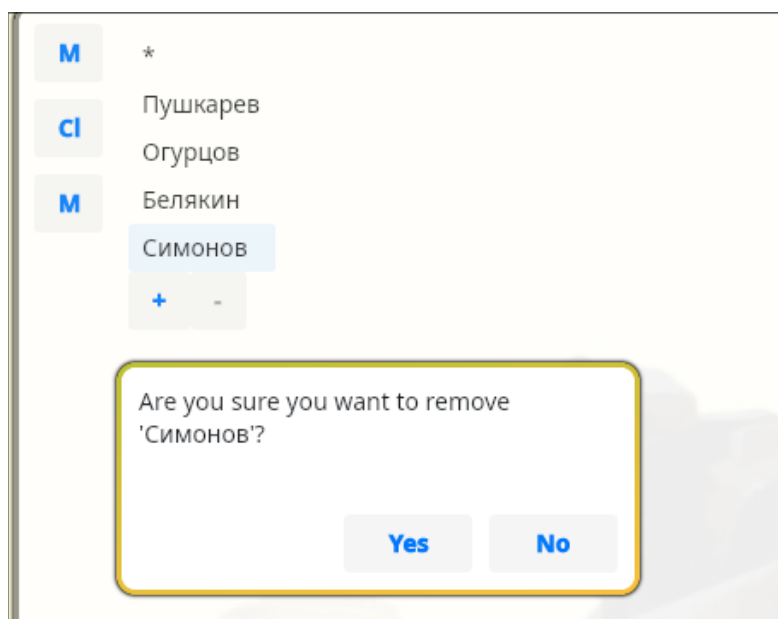 M
*
Пушкарев
Cl
Огурцов
M
Белякин
Симонов
+ -
Are you sure you want to remove
'Симонов'?
Yes No